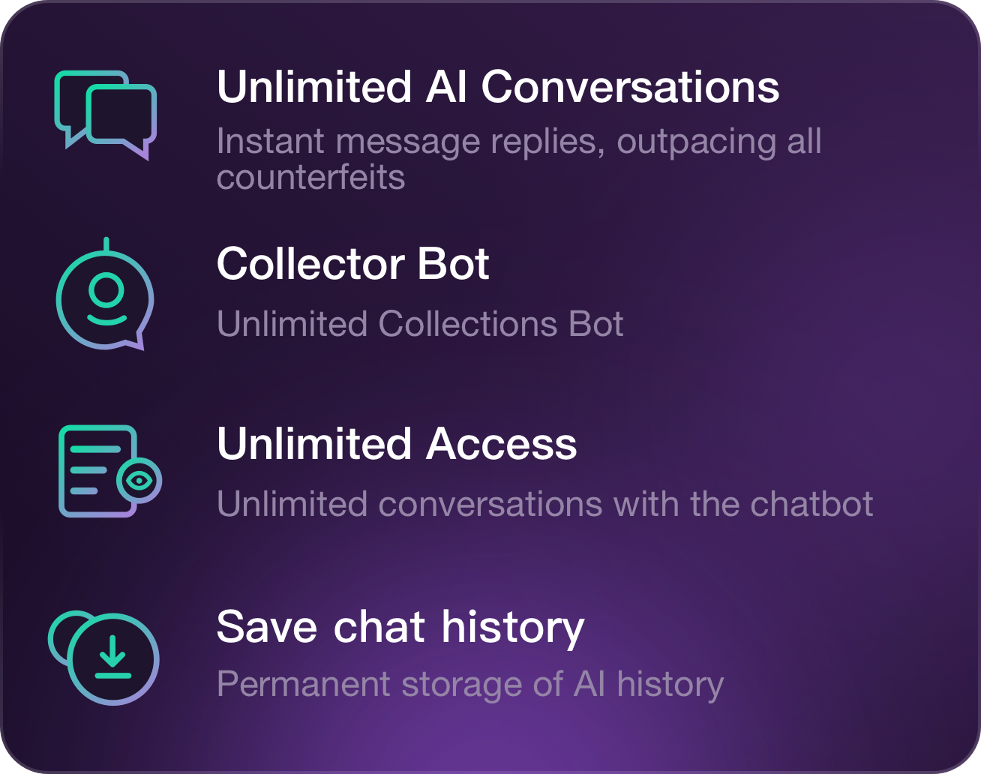 Unlimited AI Conversations
Instant message replies, outpacing all
counterfeits
Collector Bot
Unlimited Collections Bot
Unlimited Access
Unlimited conversations with the chatbot
Save chat history
Permanent storage of AI history